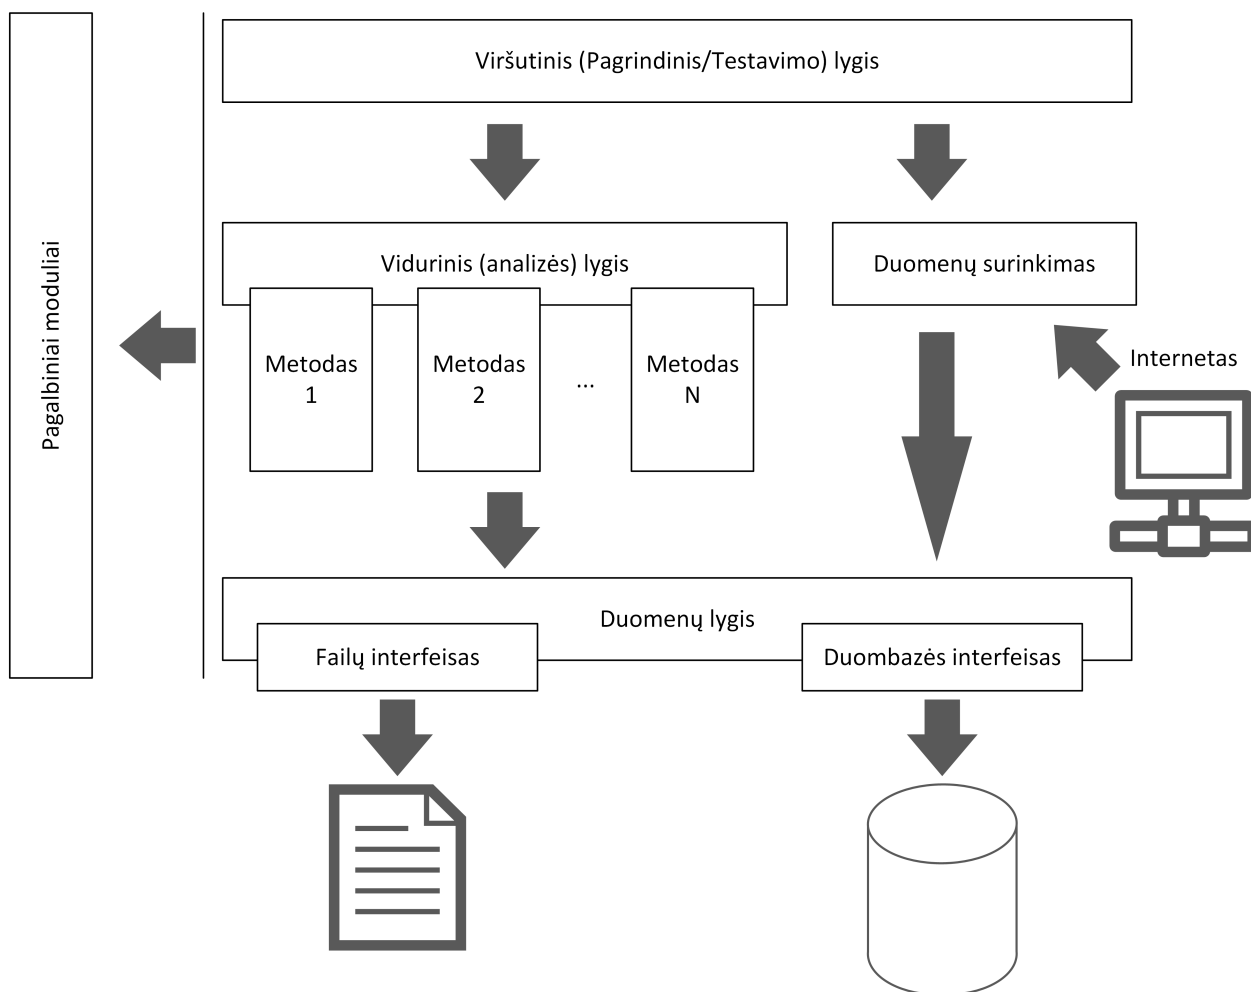 Viršutinis (Pagrindinis/Testavimo) lygis
Pagalbiniai moduliai
Vidurinis (analizės) lygis
Duomenų surinkimas
Metodas
1
Metodas
2
...
Metodas
N
Internetas
Duomenų lygis
Failų interfeisas
Duombazės interfeisas